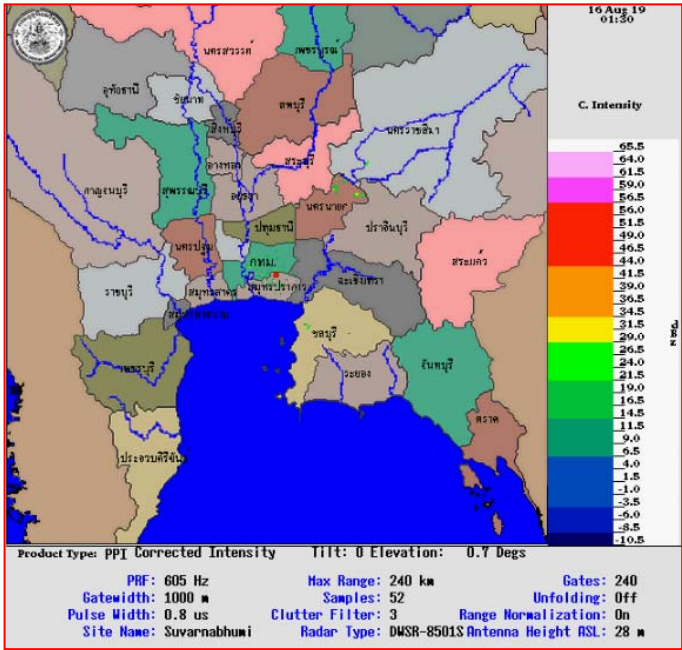 16 Aug 19
01:30
C. Intensity
นครสวรรค์
เพชรบูรณ์
อุทัยธานี
ชัยนาท
ลพบุรี
สิงห์บุรี
นครราชสีมา
อ่างทอง
สระบุรี
กาญจนบุรี
สุพรรณบุรี
อยุธยา
นครนายก
ปราจีนบุรี
ปทุมธานี
นครปฐม
กทม.
สระแก้ว
ราชบุรี
สมุทรสาคร
สมุทรปราการ
ฉะเชิงเทรา
ชลบุรี
เพชรบุรี
ระยอง
จันทบุรี
ตราด
ประจวบคีรีขันธ์
65.5
64.0
61.5
59.0
56.5
56.0
51.5
49.0
46.5
44.0
41.5
39.0
36.5
34.5
31.5
29.0
26.5
24.0
21.5
19.0
16.5
14.5
11.5
9.0
6.5
4.0
1.5
-1.0
-3.5
-6.0
-8.5
-10.5
Product Type: PPI Corrected Intensity Tilt: 0 Elevation: 0.7 Degs
PRF: 605 Hz Max Range: 240 km Gates: 240
Gatewidth: 1000 m Samples: 52 Unfolding: Off
Pulse Width: 0.8 us Clutter Filter: 3 Range Normalization: On
Site Name: Suvarnabhumi Radar Type: DWSR-8501S Antenna Height ASL: 28 m